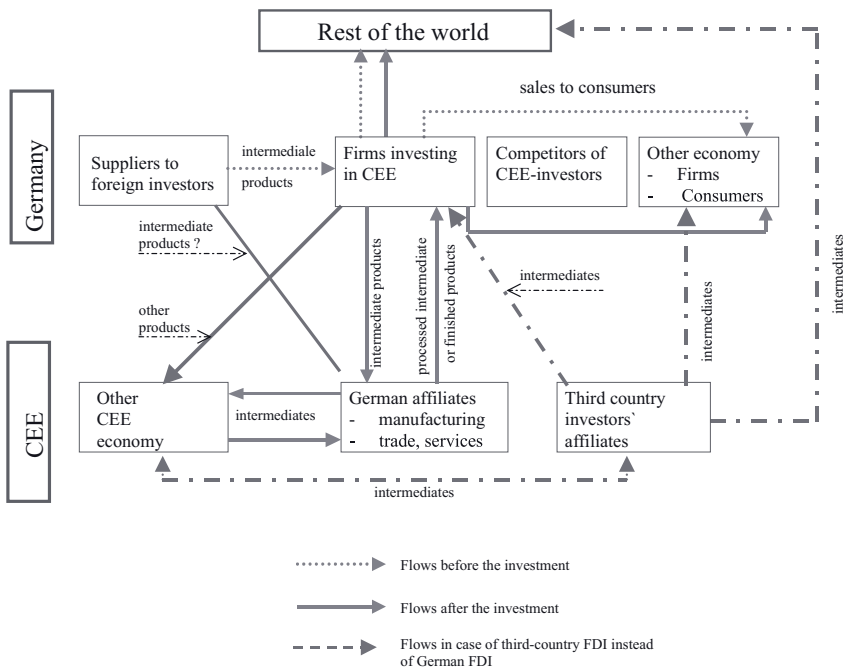 Rest of the world
sales to consumers
Germany
Suppliers to
foreign investors
intermediale
products
Firms investing
in CEE
Competitors of
CEE-investors
Other economy
- Firms
- Consumers
intermediate
products ?
other
products
intermediate products
processed intermediate
or finished products
intermediates
intermediates
intermediates
CEE
Other
CEE
economy
intermediates
German affiliates
- manufacturing
- trade, services
Third country
investors`
affiliates
intermediates
Flows before the investment
Flows after the investment
Flows in case of third-country FDI instead
of German FDI